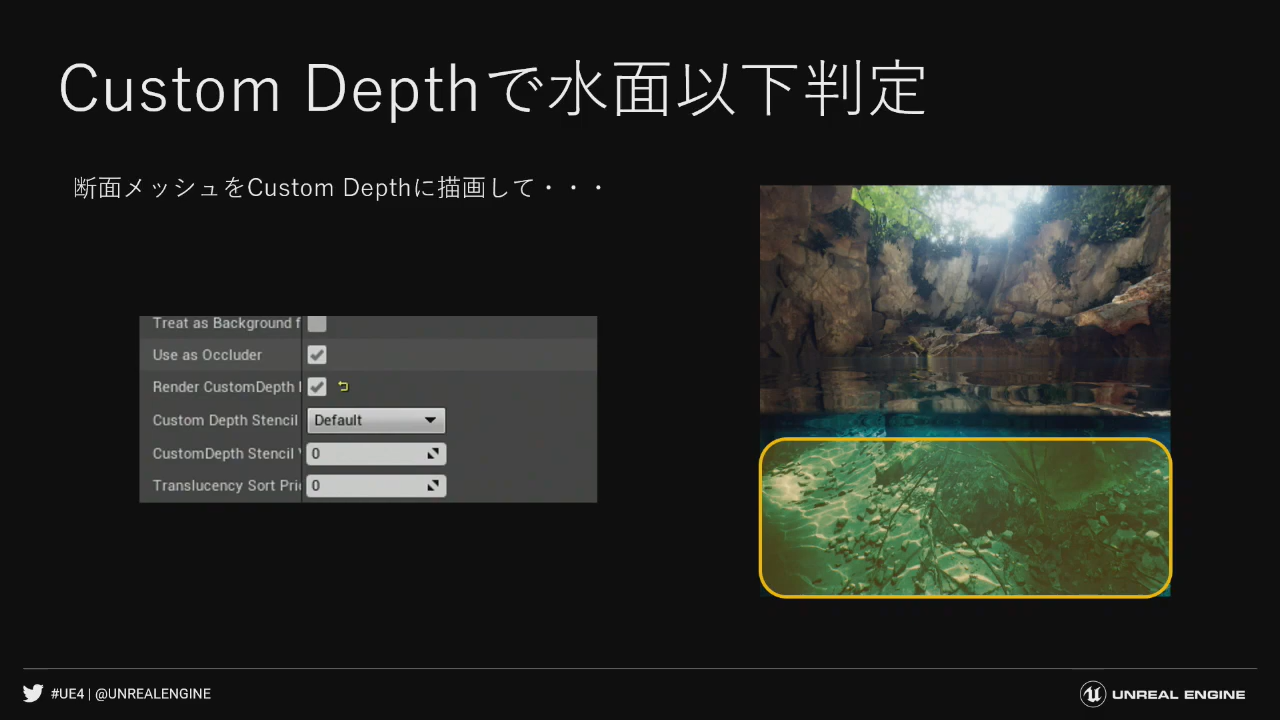 Custom Depthで水面以下判定
断面メッシュをCustom Depthに描画して・・・
Treat as Background f
Use as Occluder
Render CustomDepth
Custom Depth Stencil
Default
CustomDepth Stencil
0
Translucency Sort Pri
0
#UE4 | @UNREALENGINE
UNREAL ENGINE